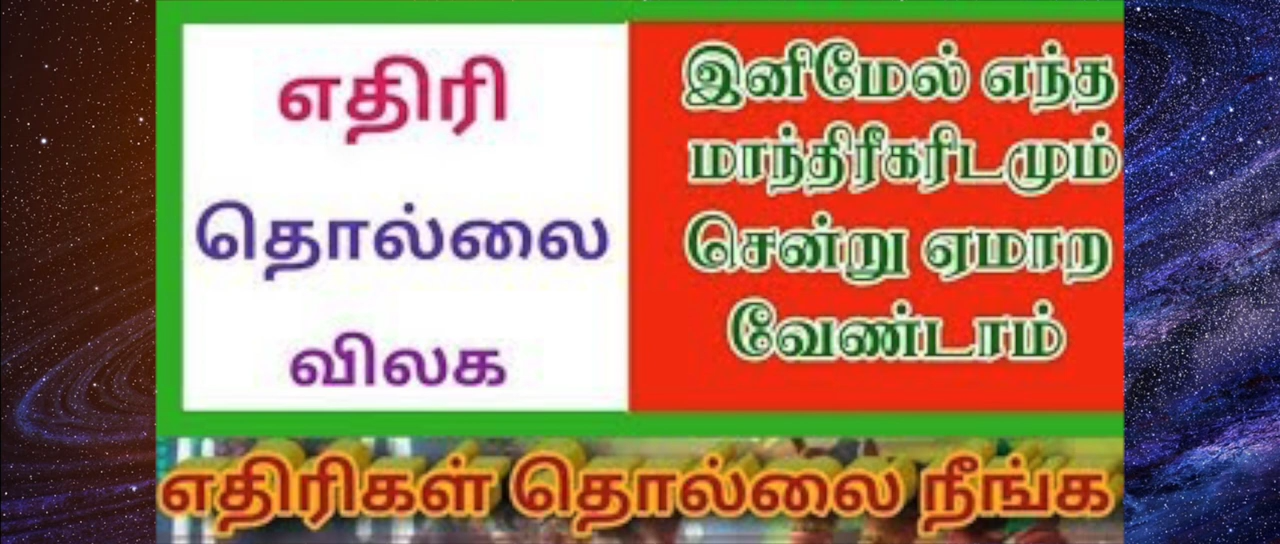 எதிரி
தொல்லை
விலக
இனிமேல் எந்த
மாந்திரீகரிடமும்
சென்று ஏமாற
வேண்டாம்
எதிரிகள் தொல்லை நீங்க